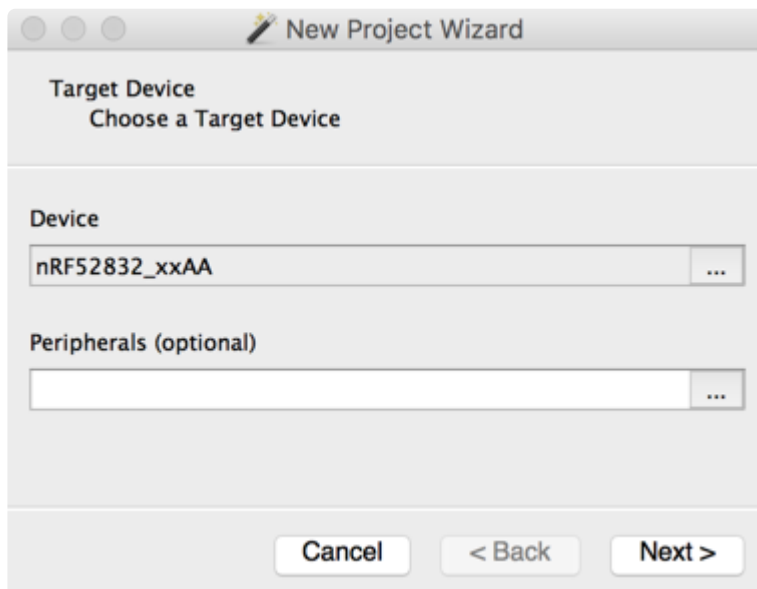 New Project Wizard
Target Device
Choose a Target Device
Device
nRF52832_xxAA
...
Peripherals (optional)
...
Cancel
< Back
Next >